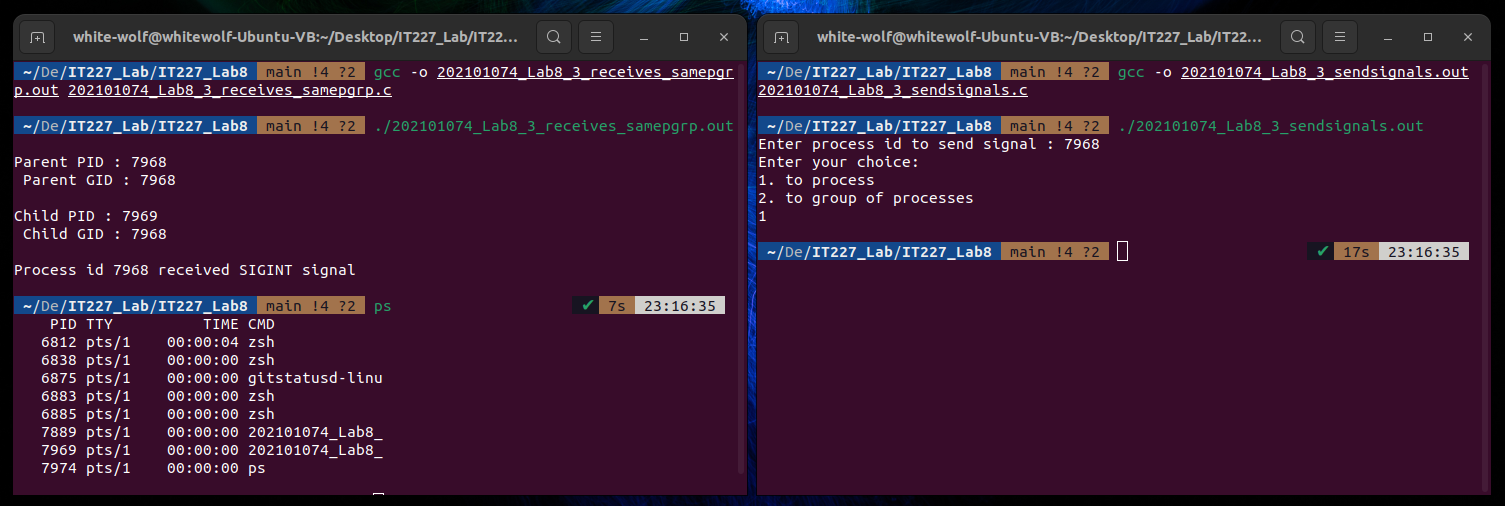 white-wolf@whitewolf-Ubuntu-VB:~/Desktop/IT227_Lab/IT22...
~/De/IT227_Lab/IT227_Lab8 main !4 ?2 gcc -o 202101074_Lab8_3_receives_samepgr
p.out 202101074_Lab8_3_receives_samepgrp.c
~/De/IT227_Lab/IT227_Lab8 main !4 ?2 ./202101074_Lab8_3_receives_samepgrp.out
Parent PID : 7968
Parent GID : 7968
Child PID : 7969
Child GID : 7968
Process id 7968 received SIGINT signal
~/De/IT227_Lab/IT227_Lab8 main !4 ?2 ps ✔ 7s 23:16:35
PID TTY TIME CMD
6812 pts/1 00:00:04 zsh
6838 pts/1 00:00:00 zsh
6875 pts/1 00:00:00 gitstatusd-linu
6883 pts/1 00:00:00 zsh
6885 pts/1 00:00:00 zsh
7889 pts/1 00:00:00 202101074_Lab8_
7969 pts/1 00:00:00 202101074_Lab8_
7974 pts/1 00:00:00 ps
white-wolf@whitewolf-Ubuntu-VB:~/Desktop/IT227_Lab/IT22...
~/De/IT227_Lab/IT227_Lab8 main !4 ?2 gcc -o 202101074_Lab8_3_sendsignals.out
202101074_Lab8_3_sendsignals.c
~/De/IT227_Lab/IT227_Lab8 main !4 ?2 ./202101074_Lab8_3_sendsignals.out
Enter process id to send signal : 7968
Enter your choice:
1. to process
2. to group of processes
1
~/De/IT227_Lab/IT227_Lab8 main !4 ?2 ✔ 17s 23:16:35